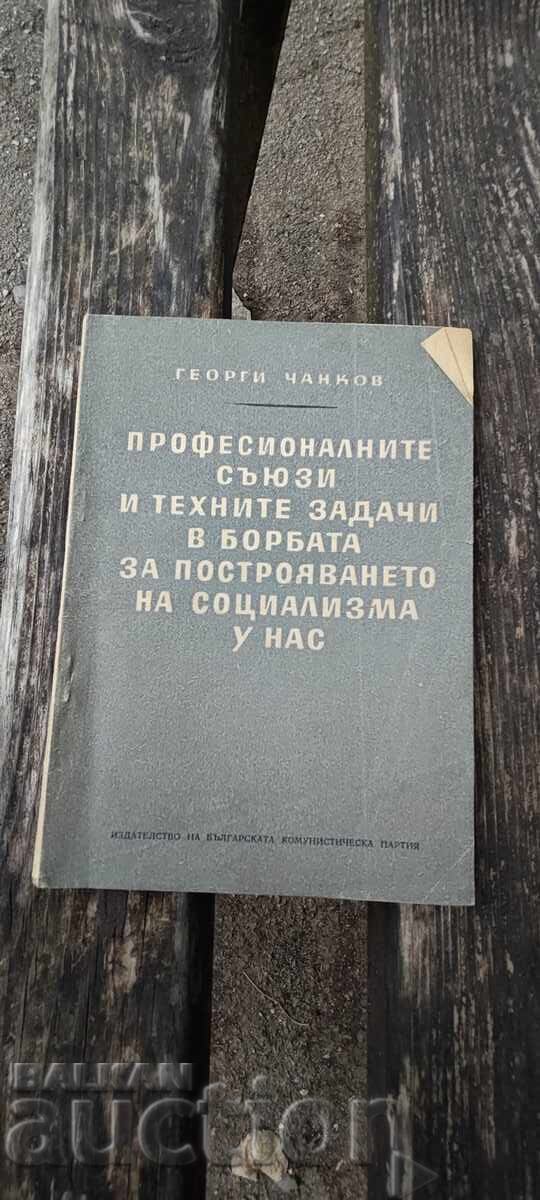 ГЕОРГИ ЧАНКОВ
ПРОФЕСИОНАЛНИТЕ
СЪЮЗИ
И ТЕХНИТЕ ЗАДАЧИ
В БОРБАТА
ЗА ПОСТРОЯВАНЕТО
НА СОЦИАЛИЗМА
У НАС
ИЗДАТЕЛСТВО НА БЪЛГАРСКАТА КОМУНИСТИЧЕСКА ПАРТИЯ
BALKAN
auction